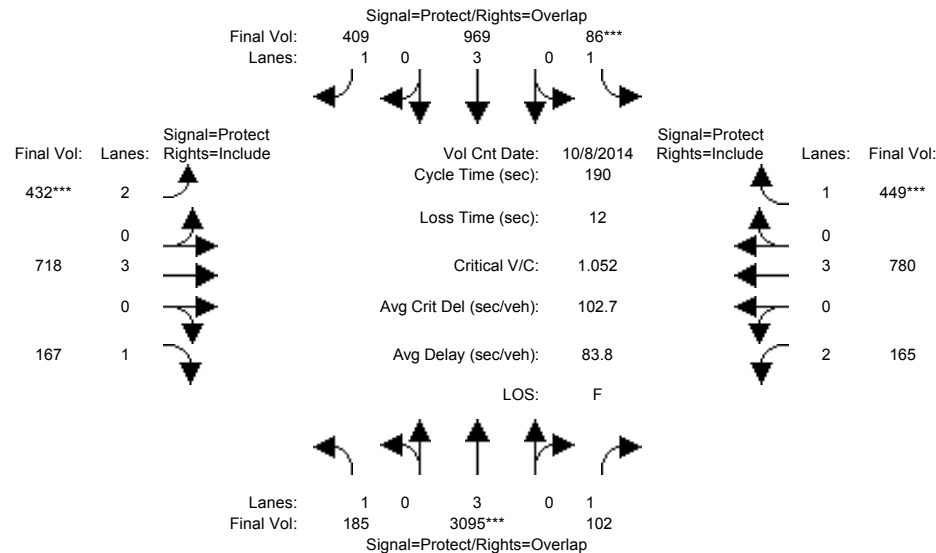 Signal=Protect/Rights=Overlap
Final Vol: 409 969 86***
Lanes: 1 0 3 0 1
Signal=Protect
Final Vol: Lanes: Rights=Include
Vol Cnt Date: 10/8/2014
Signal=Protect
Rights=Include Lanes: Final Vol:
Cycle Time (sec): 190
432*** 2
1 449***
Loss Time (sec): 12
0
0
718 3
Critical V/C: 1.052
3 780
0
Avg Crit Del (sec/veh): 102.7
0
167 1
Avg Delay (sec/veh): 83.8
2 165
LOS: F
Lanes: 1 0 3 0 1
Final Vol: 185 3095*** 102
Signal=Protect/Rights=Overlap